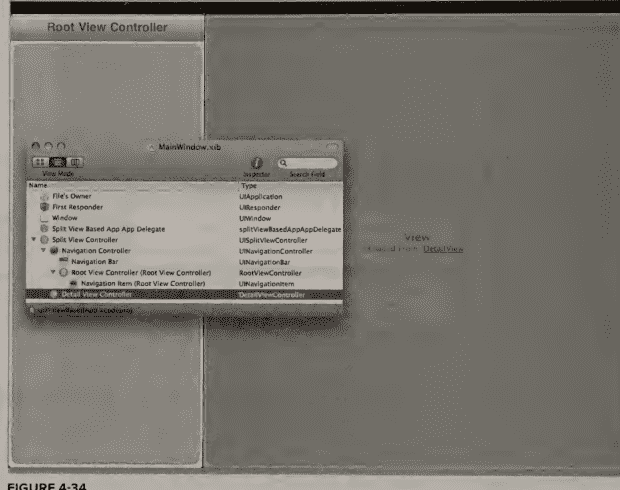 Root View Controller
MainWindow.xib
View Mode Inspector Search Field
Name Type
File's Owner UIApplication
First Responder UIResponder
Window UIWindow
Split View Based App App Delegate splitViewBasedAppAppDelegate
Split View Controller UISplitViewController
Navigation Controller UINavigationController
Navigation Bar UINavigationBar
Root View Controller (Root View Controller) RootViewController
Navigation Item (Root View Controller) UINavigationItem
Detail View Controller DetailViewController
View
Loaded From DetailView
FIGURE 4-34